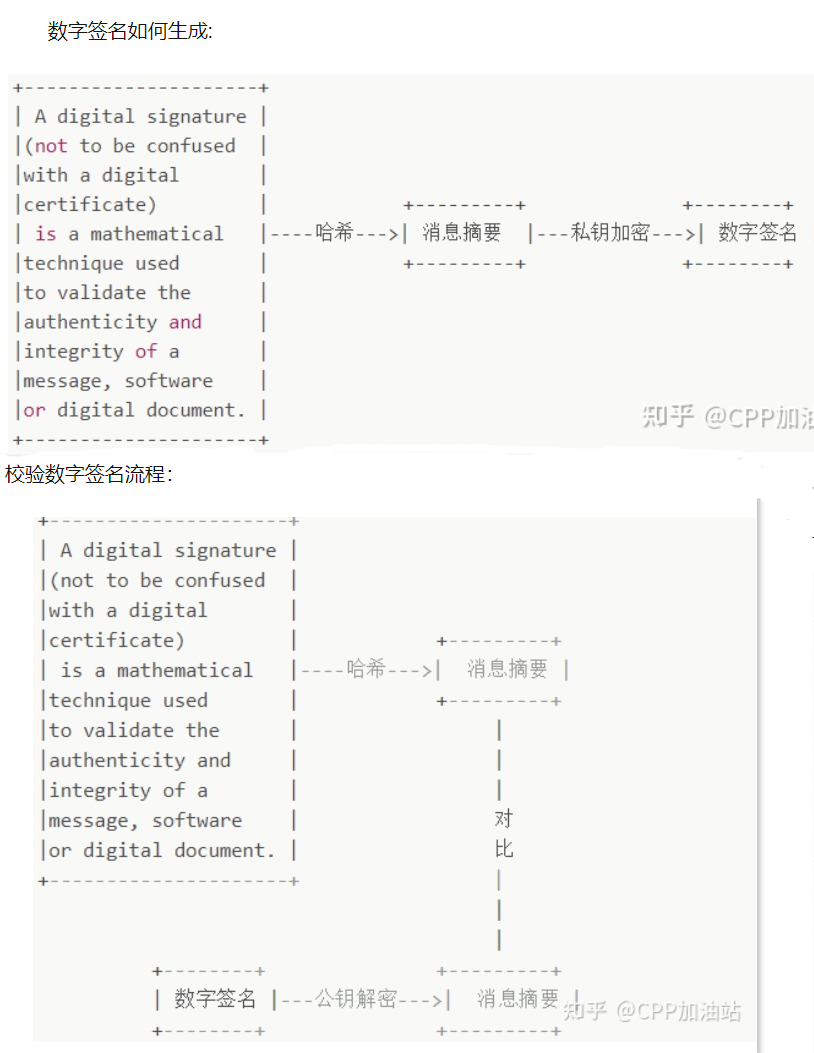 数字签名如何生成:
+---------------------+
| A digital signature |
|(not to be confused |
|with a digital |
|certificate) | +---------+ +--------+
| is a mathematical |----哈希--->| 消息摘要 |---私钥加密--->| 数字签名
|technique used | +---------+ +--------+
|to validate the |
|authenticity and |
|integrity of a |
|message, software |
|or digital document. |
+---------------------+
知乎 @CPP加油
校验数字签名流程:
+---------------------+
| A digital signature |
|(not to be confused |
|with a digital |
|certificate) | +---------+
| is a mathematical |----哈希--->| 消息摘要 |
|technique used | +---------+
|to validate the | |
|authenticity and | |
|integrity of a | |
|message, software | 对
|or digital document. | 比
+---------------------+ |
|
|
+--------+ +---------+
| 数字签名 |---公钥解密--->| 消息摘要 |
+--------+ +---------+
知乎 @CPP加油站